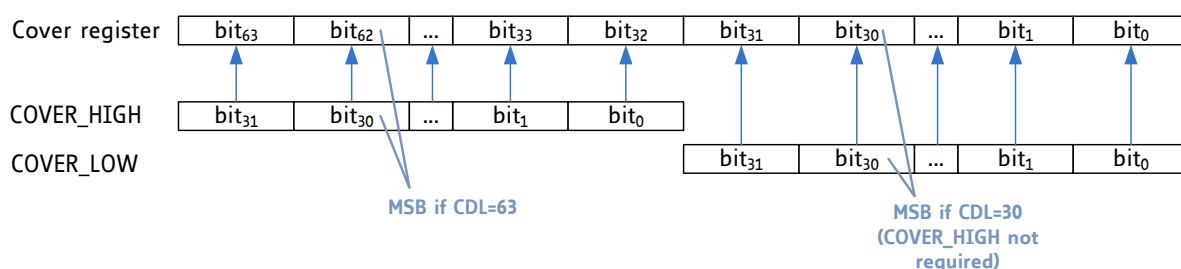 Cover register bit63 bit62 ... bit33 bit32 bit31 bit30 ... bit1 bit0
COVER_HIGH bit31 bit30 ... bit1 bit0
COVER_LOW bit31 bit30 ... bit1 bit0
MSB if CDL=63
MSB if CDL=30
(COVER_HIGH not
required)